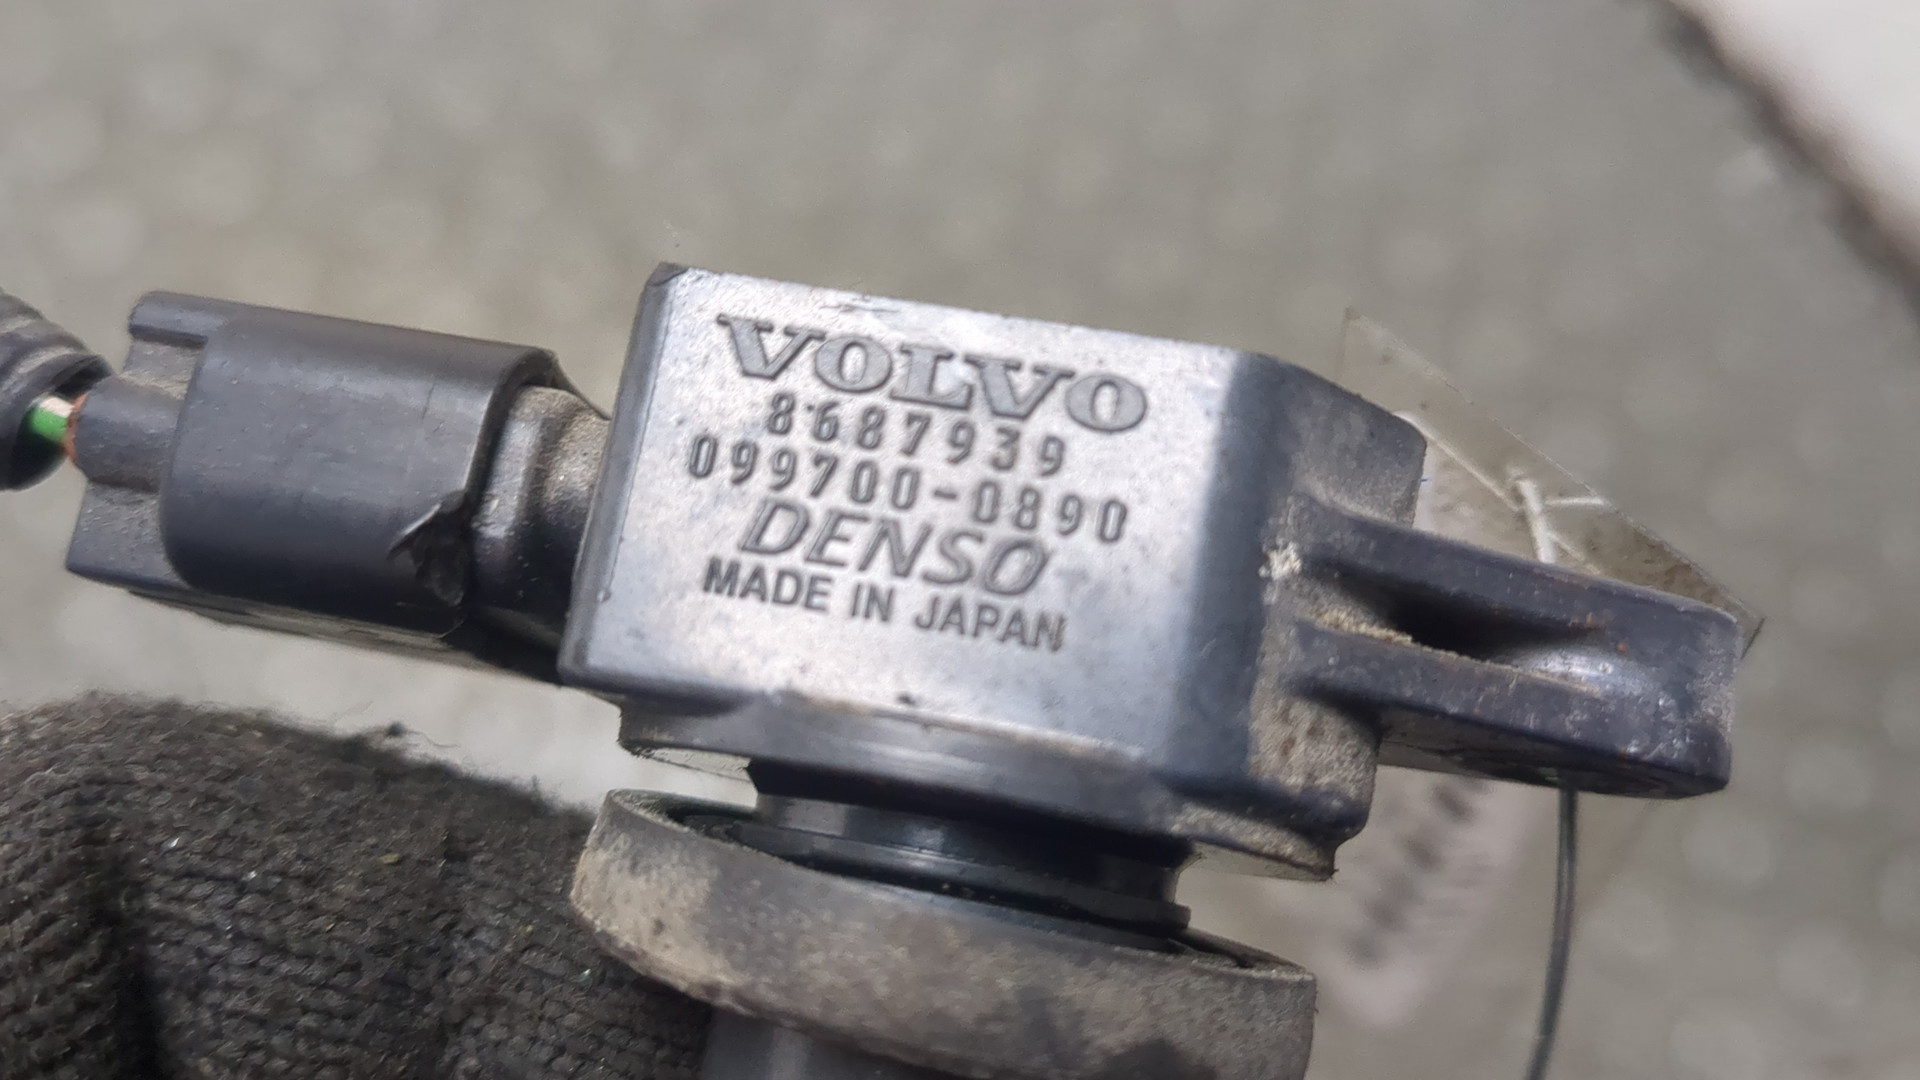 VOLVO
8687939
099700-0890
DENSO
MADE IN JAPAN